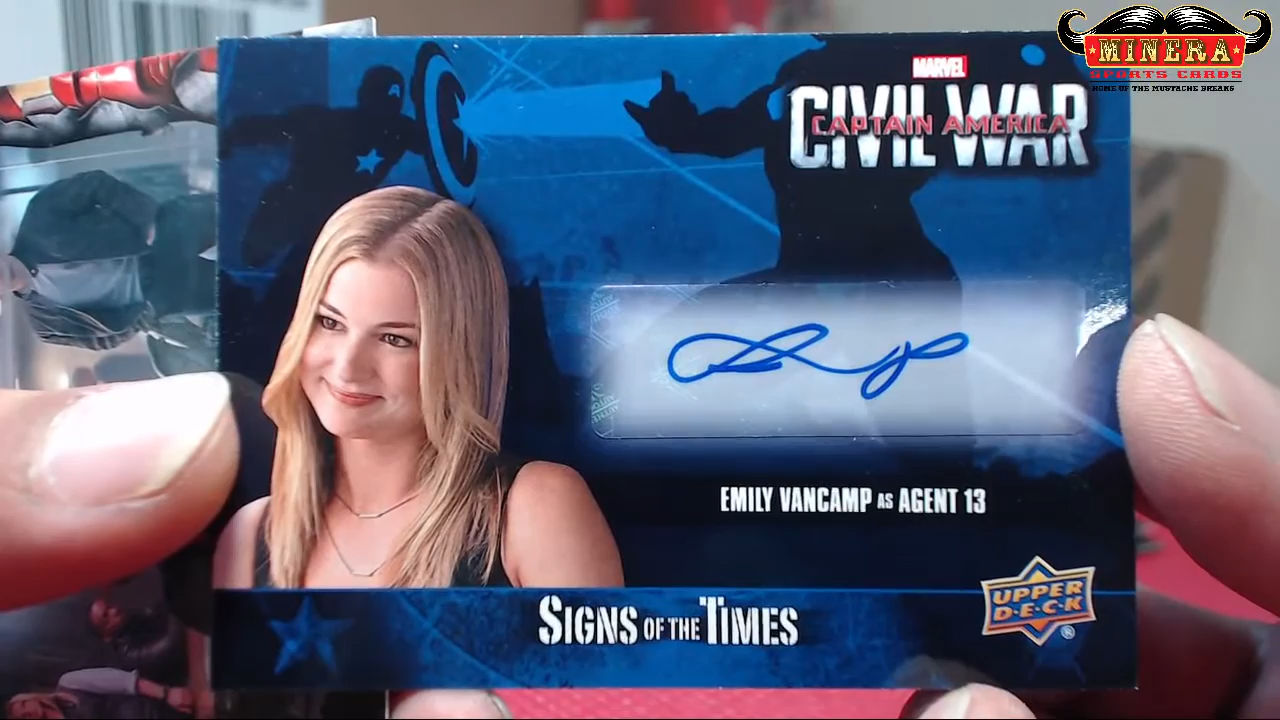 MINERA
SPORTS CARDS
HOME OF THE MUSTACHE BREAKS
MARVEL
CAPTAIN AMERICA
CIVIL WAR
EMILY VANCAMP AS AGENT 13
SIGNS OF THE TIMES
UPPER
D·E·C·K
®